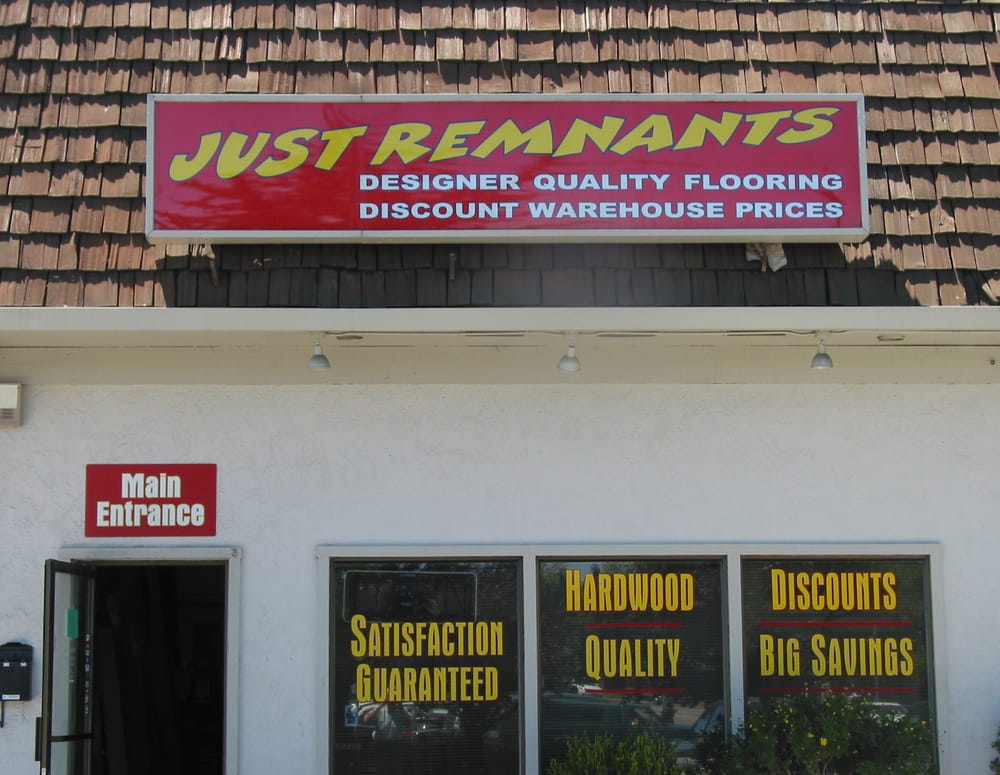 JUST REMNANTS
DESIGNER QUALITY FLOORING
DISCOUNT WAREHOUSE PRICES
Main
Entrance
SATISFACTION
GUARANTEED
HARDWOOD
QUALITY
DISCOUNTS
BIG SAVINGS